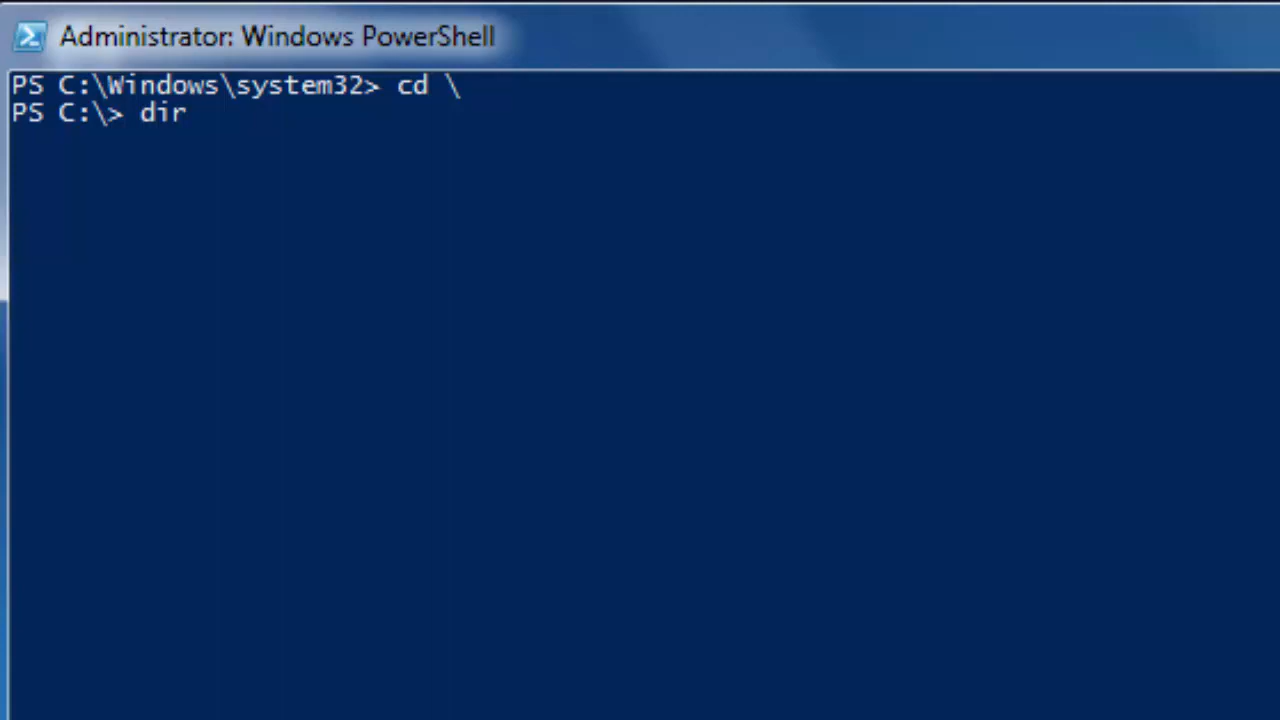 Administrator: Windows PowerShell
PS C:\Windows\system32> cd \
PS C:\> dir